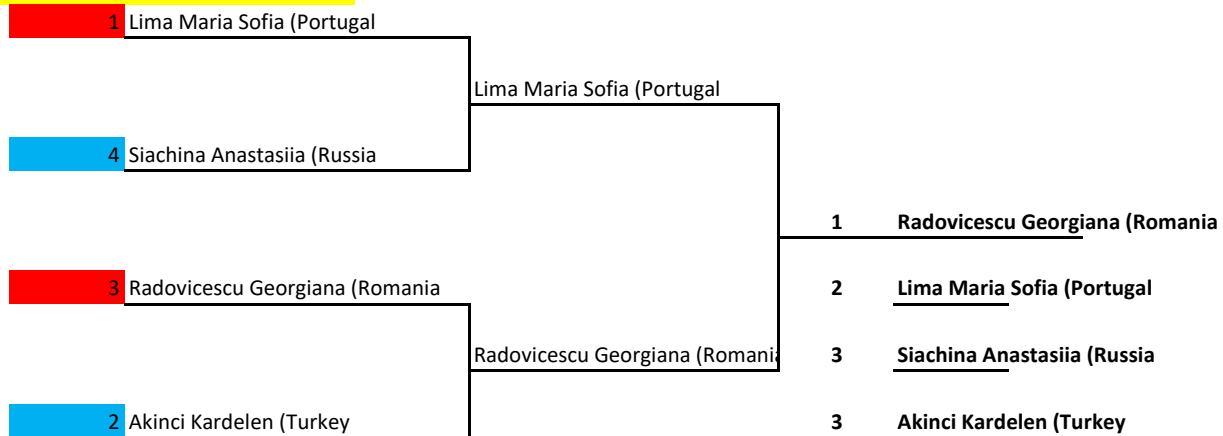 1 Lima Maria Sofia (Portugal
Lima Maria Sofia (Portugal
4 Siachina Anastasiia (Russia
1 Radovicescu Georgiana (Romania
3 Radovicescu Georgiana (Romania
2 Lima Maria Sofia (Portugal
Radovicescu Georgiana (Romania
3 Siachina Anastasiia (Russia
2 Akinci Kardelen (Turkey
3 Akinci Kardelen (Turkey